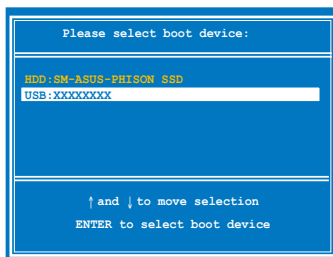 Please select boot device:
HDD:SM-ASUS-PHISON SSD
USB:XXXXXXXX
↑and ↓to move selection
ENTER to select boot device